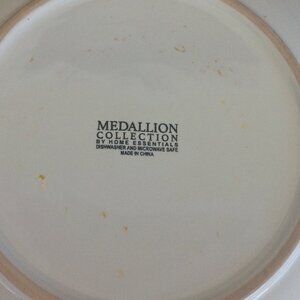 MEDALLION
COLLECTION
BY HOME ESSENTIALS
DISHWASHER AND MICROWAVE SAFE
MADE IN CHINA